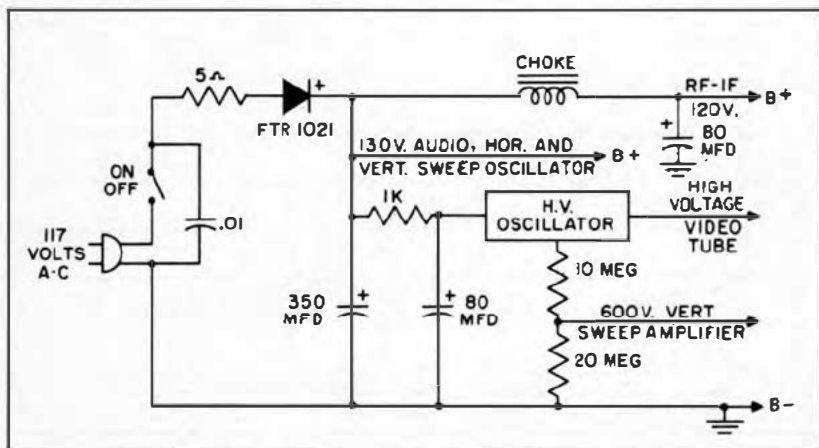 CHOKE
5Ω
+
FTR 1021
RF-IF
B+
120V.
+
80
MFD
130V. AUDIO, HOR. AND
VERT. SWEEP OSCILLATOR
B+
ON
OFF
.01
117
VOLTS
A-C
1K
H.V.
OSCILLATOR
HIGH
VOLTAGE
VIDEO
TUBE
10 MEG
350
MFD
+
+
80
MFD
600V. VERT
SWEEP AMPLIFIER
20 MEG
B-